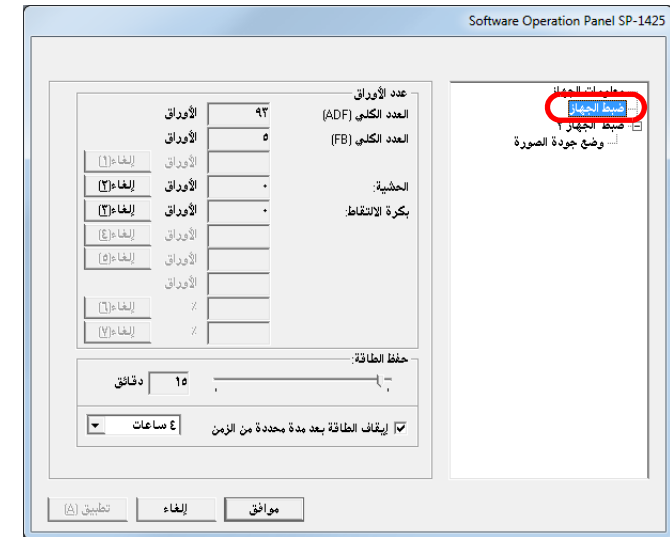 Software Operation Panel SP-1425
معلومات الجهاز
ضبط الجهاز
ضبط الجهاز ٢
وضع جودة الصورة
عدد الأوراق
العدد الكلي (ADF) ٩٣ الأوراق
العدد الكلي (FB) ٥ الأوراق
الأوراق إلغاء(١)
الحشية: ٠ الأوراق إلغاء(٢)
بكرة الالتقاط: ٠ الأوراق إلغاء(٣)
الأوراق إلغاء(٤)
الأوراق إلغاء(٥)
الأوراق
٪ إلغاء(٦)
٪ إلغاء(٧)
حفظ الطاقة:
١٥ دقائق
إيقاف الطاقة بعد مدة محددة من الزمن ٤ ساعات
موافق إلغاء تطبيق (A)